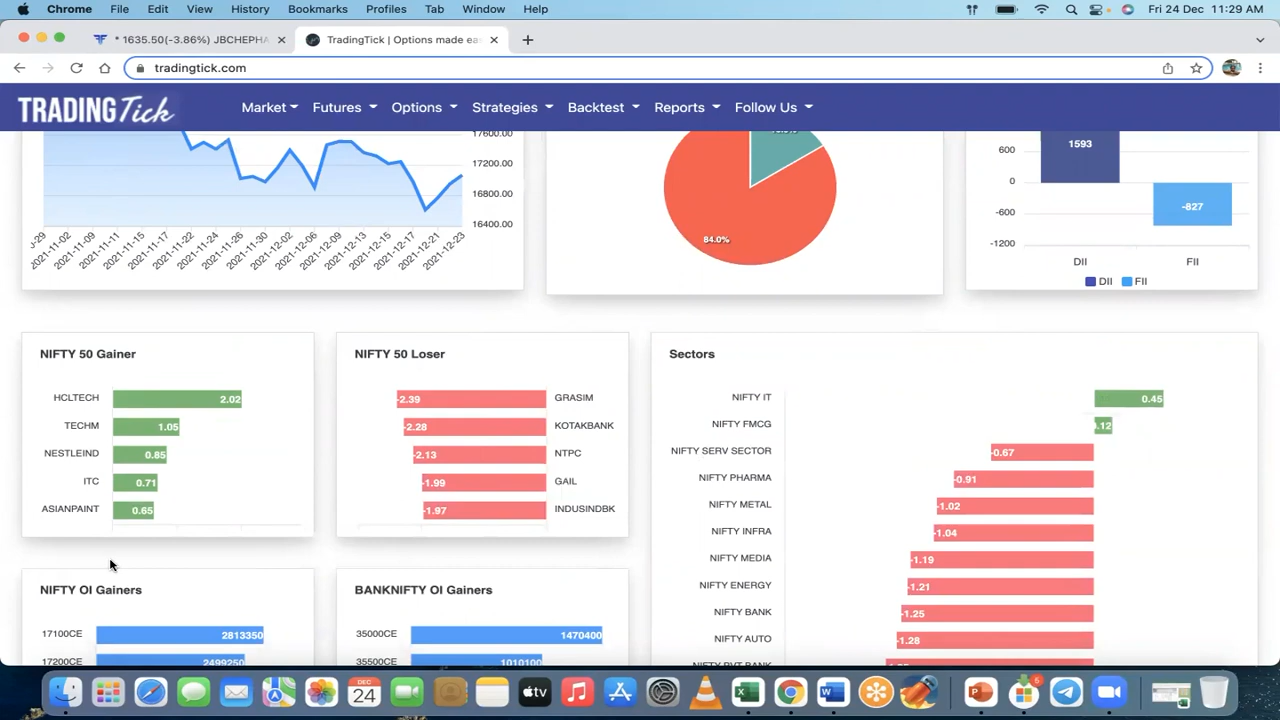 Chrome File Edit View History Bookmarks Profiles Tab Window Help Fri 24 Dec 11:29 AM
* 1635.50(-3.86%) JBCHEPHA
TradingTick | Options made eas
tradingtick.com
TRADINGTick Market Futures Options Strategies Backtest Reports Follow Us
17600.00
17200.00
16800.00
16400.00
2021-11-02
2021-11-09
2021-11-11
2021-11-17
2021-11-22
2021-11-24
2021-11-26
2021-11-30
2021-12-02
2021-12-06
2021-12-09
2021-12-13
2021-12-15
2021-12-17
2021-12-21
2021-12-23
84.0%
600
0
-600
-1200
1593
-827
DII FII
DII FII
NIFTY 50 Gainer
HCLTECH 2.02
TECHM 1.05
NESTLEIND 0.85
ITC 0.71
ASIANPAINT 0.65
NIFTY 50 Loser
-2.39 GRASIM
-2.28 KOTAKBANK
-2.13 NTPC
-1.99 GAIL
-1.97 INDUSINDBK
Sectors
NIFTY IT 0.45
NIFTY FMCG 0.12
NIFTY SERV SECTOR -0.67
NIFTY PHARMA -0.91
NIFTY METAL -1.02
NIFTY INFRA -1.04
NIFTY MEDIA -1.19
NIFTY ENERGY -1.21
NIFTY BANK -1.25
NIFTY AUTO -1.28
NIFTY PVT BANK
NIFTY OI Gainers
17100CE 2813350
17200CE 2499250
BANKNIFTY OI Gainers
35000CE 1470400
35500CE 1010100
DEC
24
tv
5